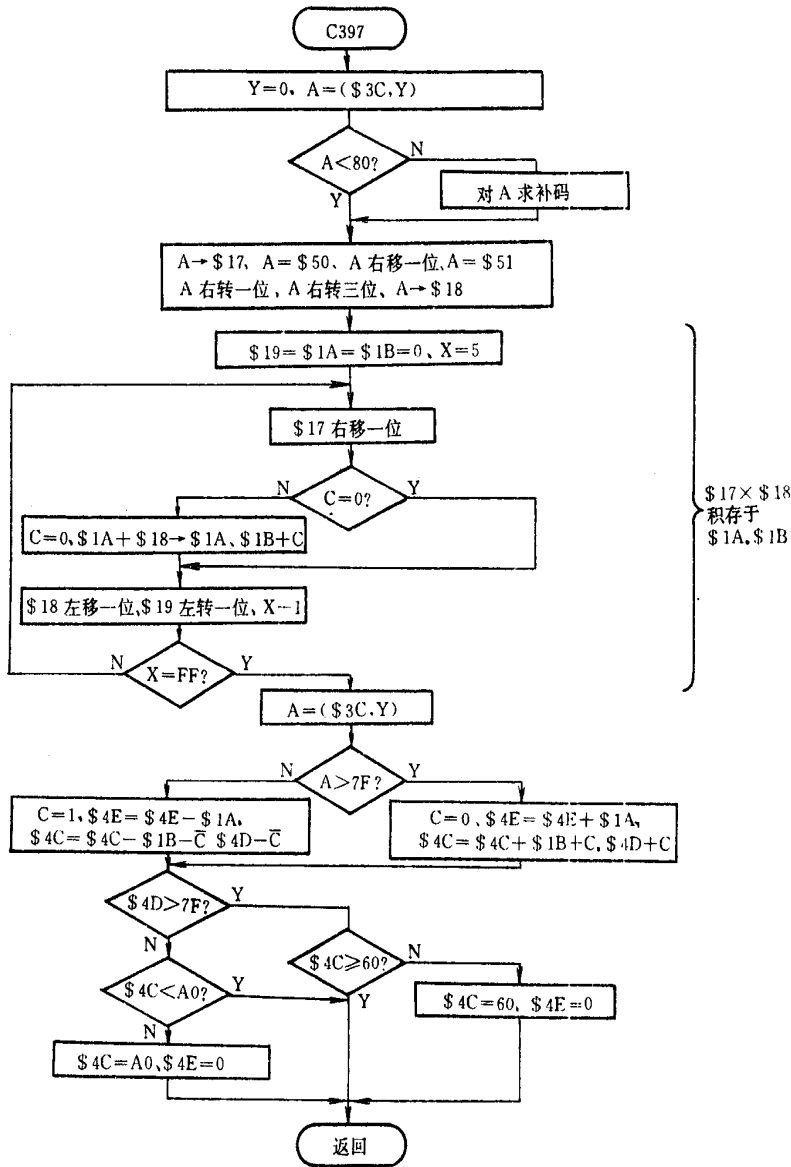 C397
Y=0、A=($3C,Y)
A<80?
N
Y
对A求补码
A→$17、A=$50、A右移一位、A=$51
A右转一位、A右转三位、A→$18
$19=$1A=$1B=0、X=5
$17右移一位
C=0?
N
Y
C=0、$1A+$18→$1A、$1B+C
$18左移一位、$19左转一位、X-1
X=FF?
N
Y
$17×$18
积存于
$1A,$1B
A=($3C,Y)
A>7F?
N
Y
C=1,$4E=$4E-$1A,
$4C=$4C-$1B-C̅ $4D-C̅
C=0、$4E=$4E+$1A,
$4C=$4C+$1B+C,$4D+C
$4D>7F?
Y
N
$4C<A0?
Y
N
$4C≥60?
N
Y
$4C=60、$4E=0
$4C=A0、$4E=0
返回